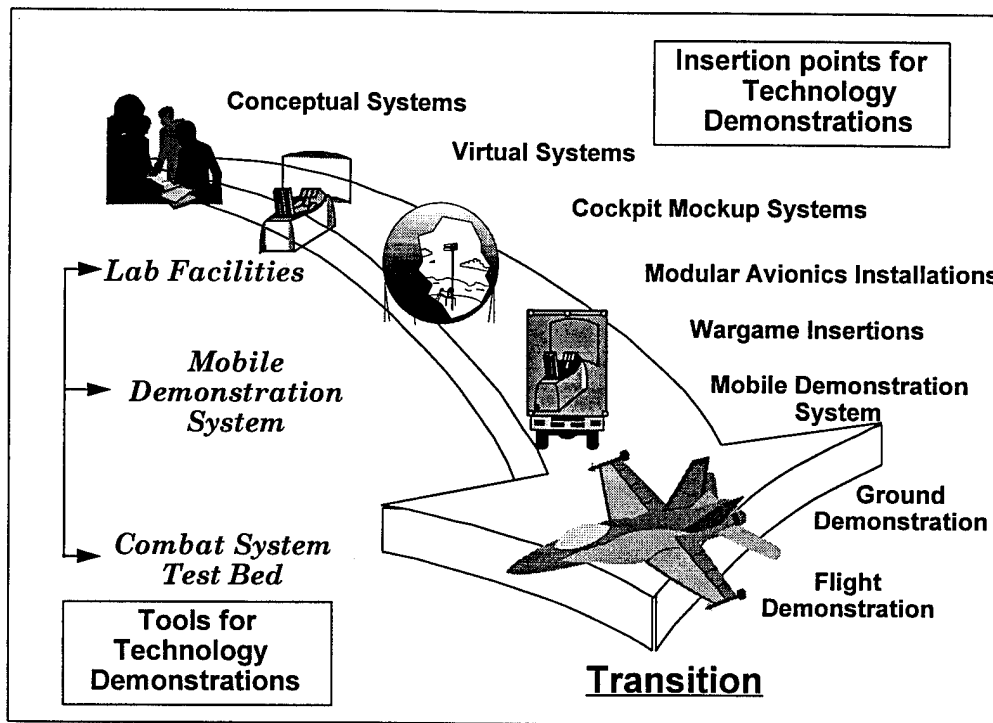 Insertion points for
Technology
Demonstrations
Conceptual Systems
Virtual Systems
Cockpit Mockup Systems
Modular Avionics Installations
Wargame Insertions
Mobile Demonstration
System
Ground
Demonstration
Flight
Demonstration
Lab Facilities
Mobile
Demonstration
System
Combat System
Test Bed
Tools for
Technology
Demonstrations
Transition